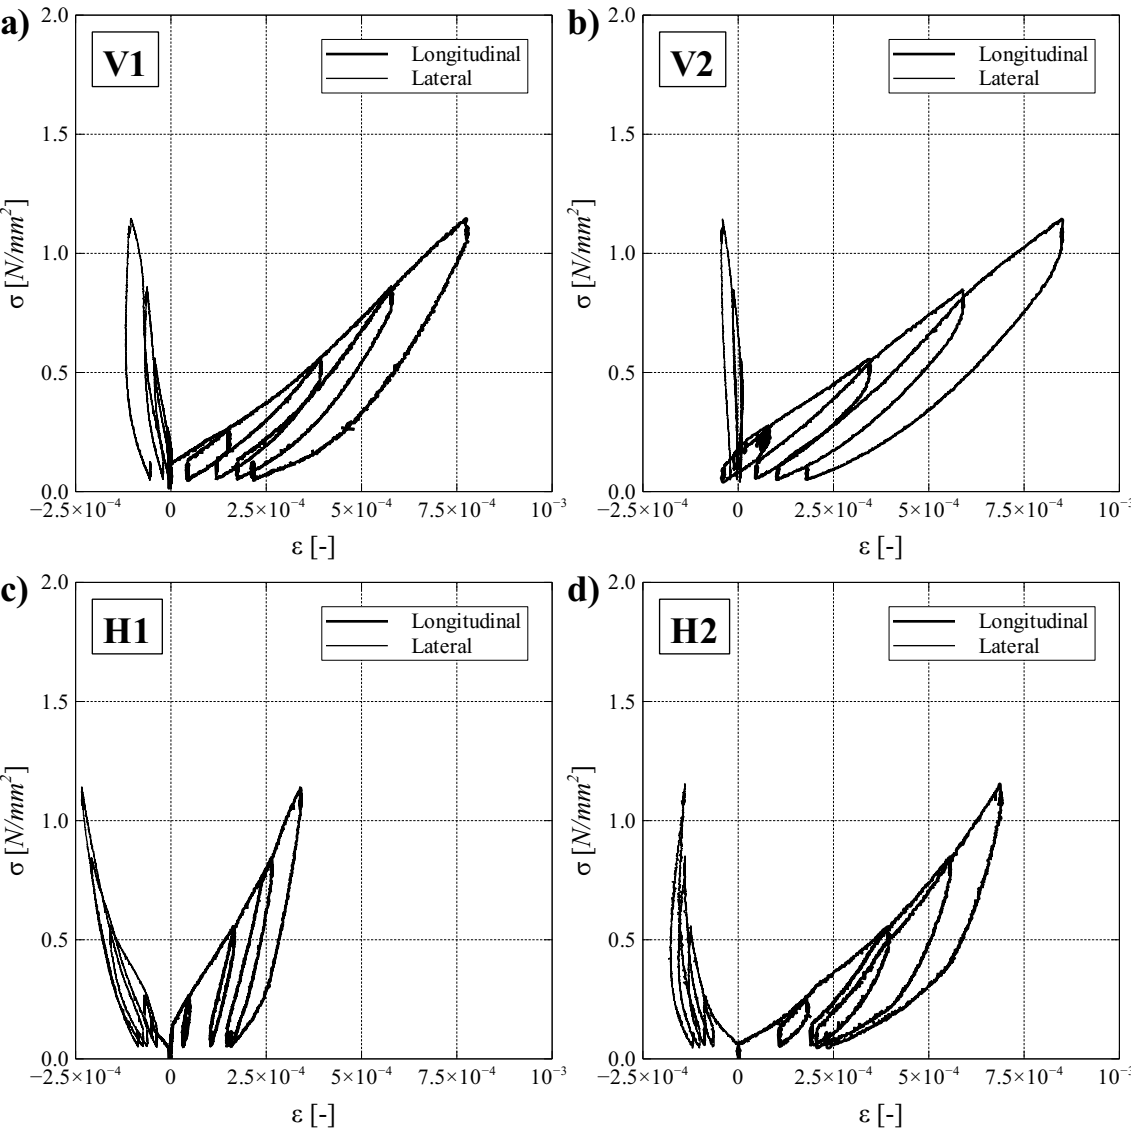 a)
V1
Longitudinal
Lateral
2.0
1.5
1.0
0.5
0.0
σ [N/mm²]
−2.5×10⁻⁴ 0 2.5×10⁻⁴ 5×10⁻⁴ 7.5×10⁻⁴ 10⁻³
ε [-]
b)
V2
Longitudinal
Lateral
2.0
1.5
1.0
0.5
0.0
σ [N/mm²]
−2.5×10⁻⁴ 0 2.5×10⁻⁴ 5×10⁻⁴ 7.5×10⁻⁴ 10⁻³
ε [-]
c)
H1
Longitudinal
Lateral
2.0
1.5
1.0
0.5
0.0
σ [N/mm²]
−2.5×10⁻⁴ 0 2.5×10⁻⁴ 5×10⁻⁴ 7.5×10⁻⁴ 10⁻³
ε [-]
d)
H2
Longitudinal
Lateral
2.0
1.5
1.0
0.5
0.0
σ [N/mm²]
−2.5×10⁻⁴ 0 2.5×10⁻⁴ 5×10⁻⁴ 7.5×10⁻⁴ 10⁻³
ε [-]